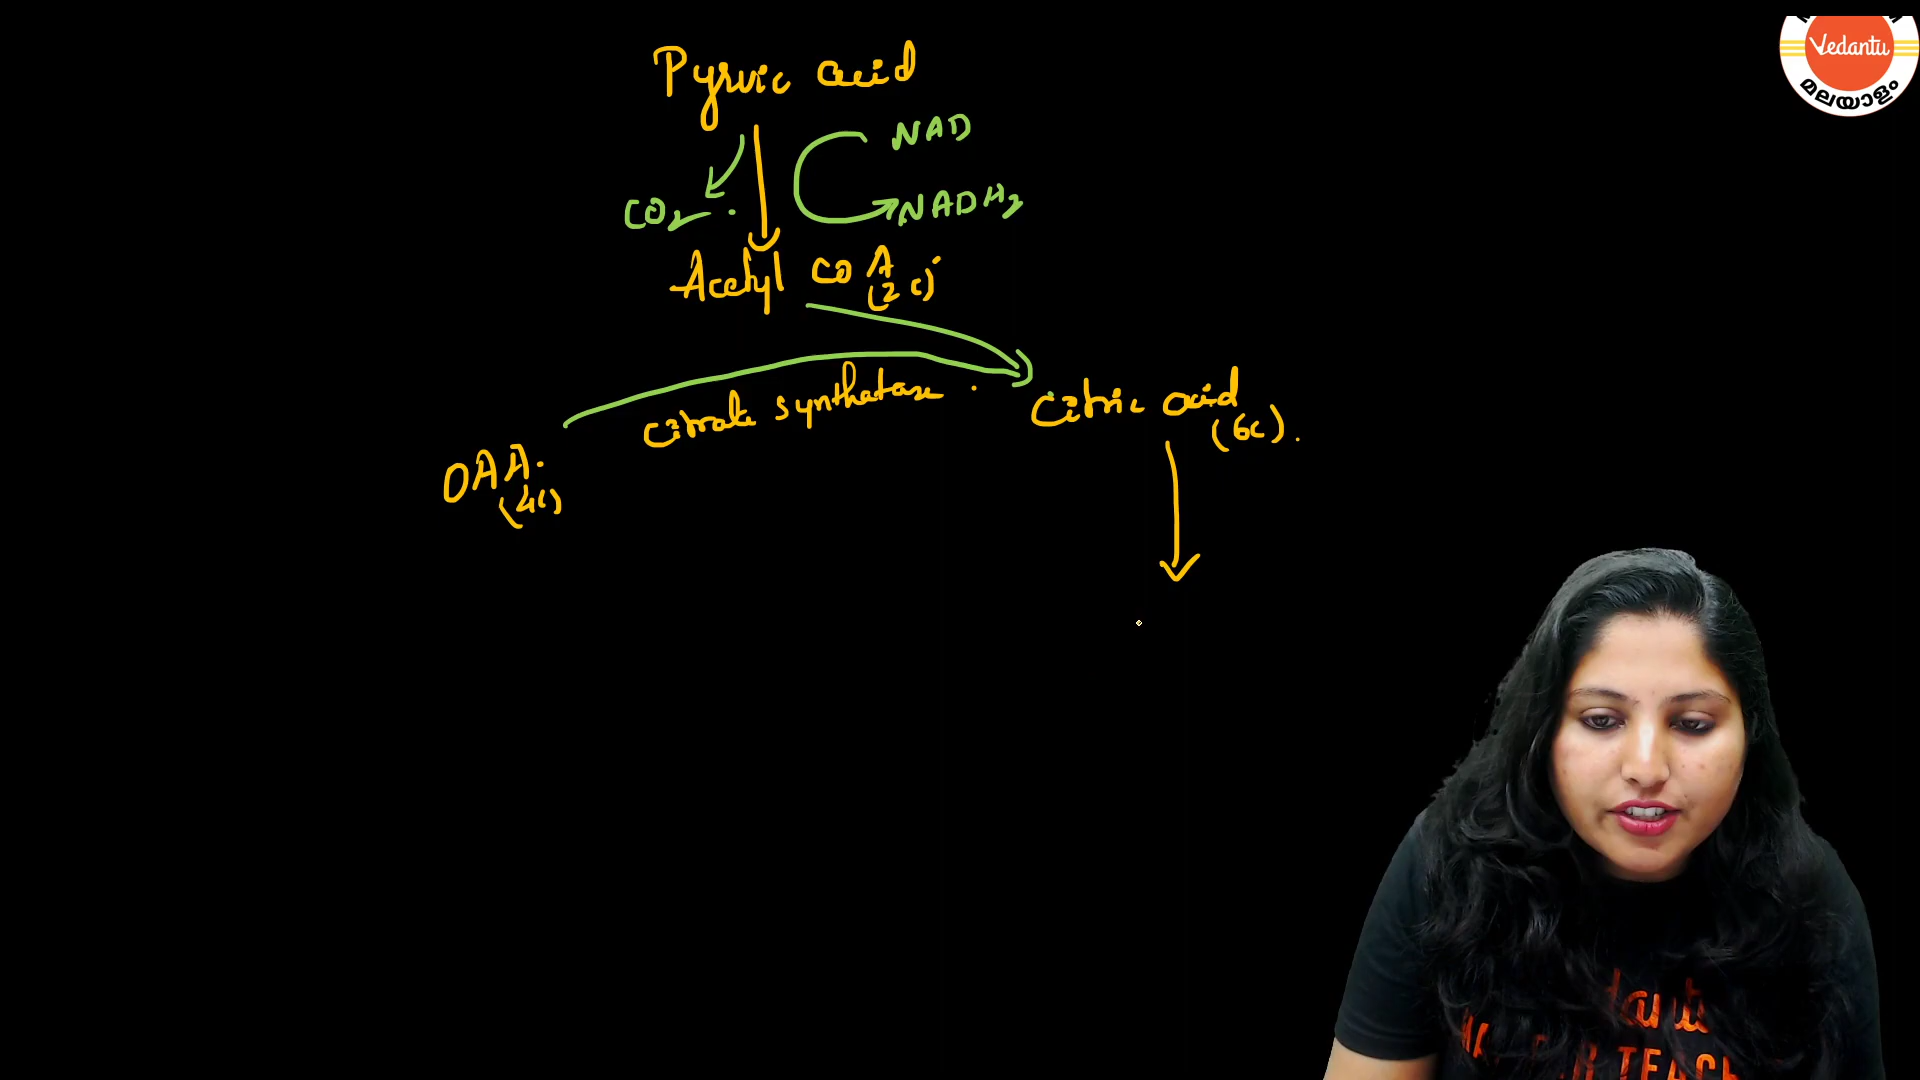 Pyruvic acid
NAD
CO2
NADH2
Acetyl COA
(2c)
Citrate synthetase
Citric acid
(6c).
OAA.
(4c)
Vedantu
മലയാളം